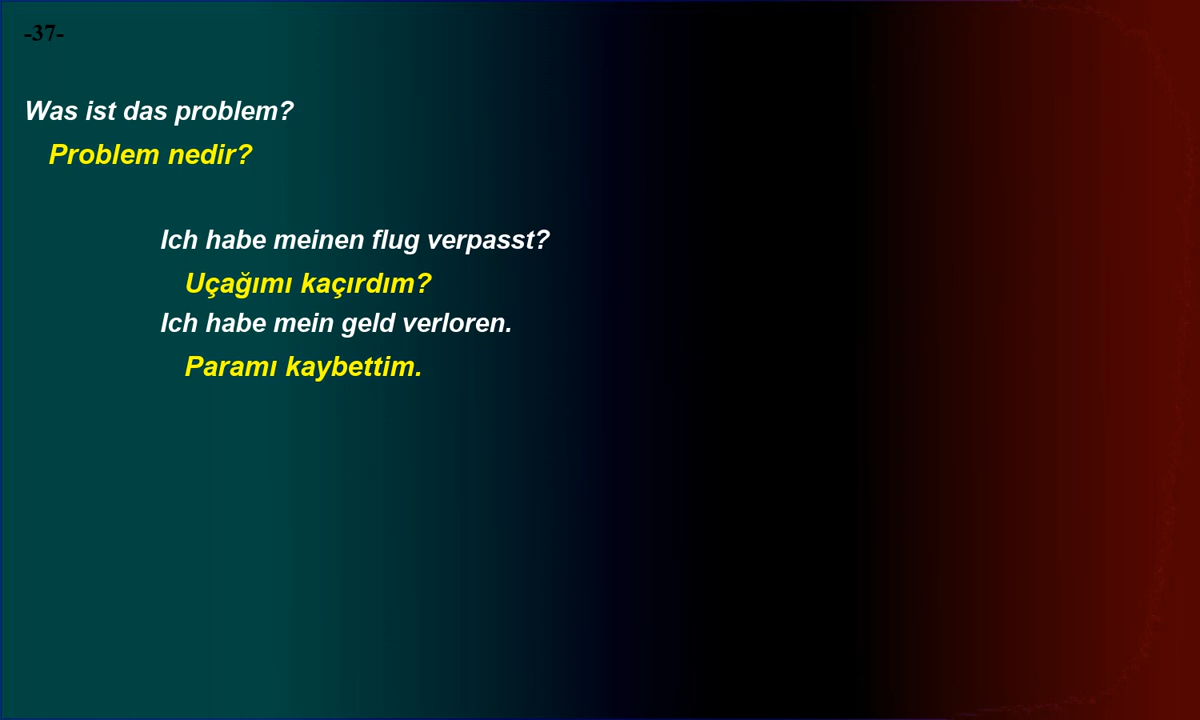 -37-
Was ist das problem?
Problem nedir?
Ich habe meinen flug verpasst?
Uçağımı kaçırdım?
Ich habe mein geld verloren.
Paramı kaybettim.